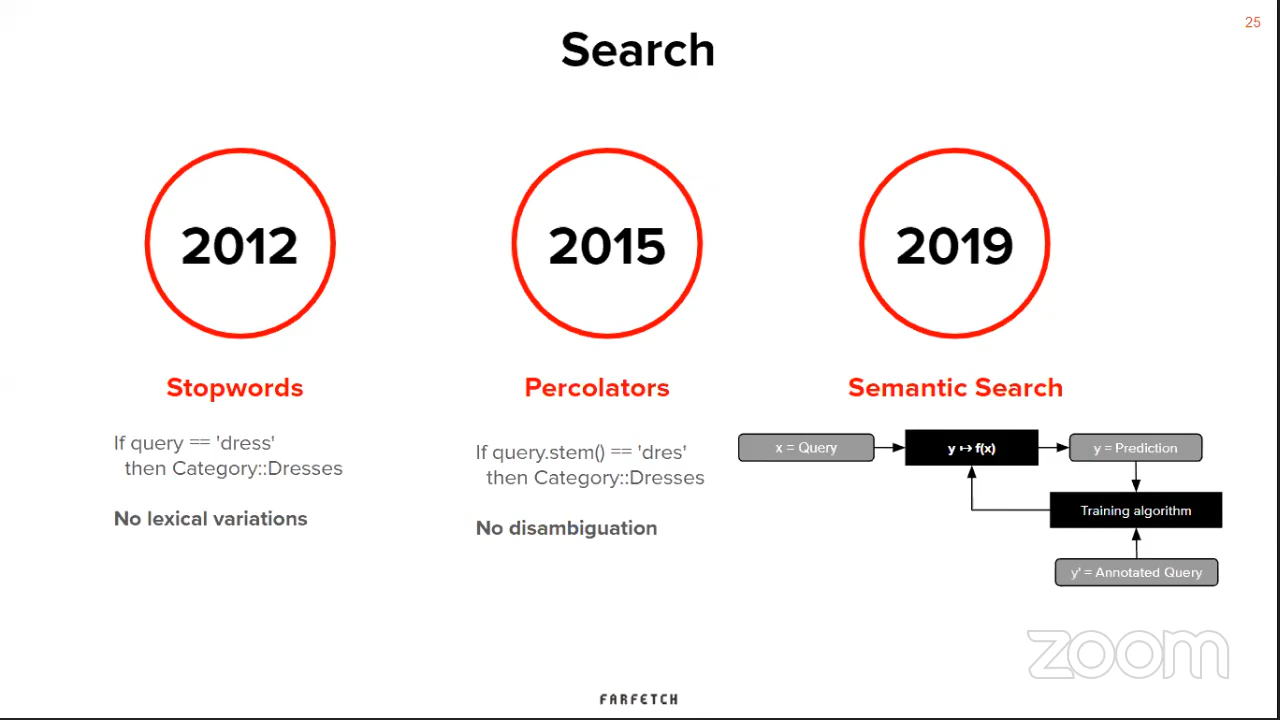 25
Search
2012
2015
2019
Stopwords
Percolators
Semantic Search
If query == 'dress'
then Category::Dresses
No lexical variations
If query.stem() == 'dres'
then Category::Dresses
No disambiguation
x = Query
y ↦ f(x)
y = Prediction
Training algorithm
y' = Annotated Query
zoom
FARFETCH